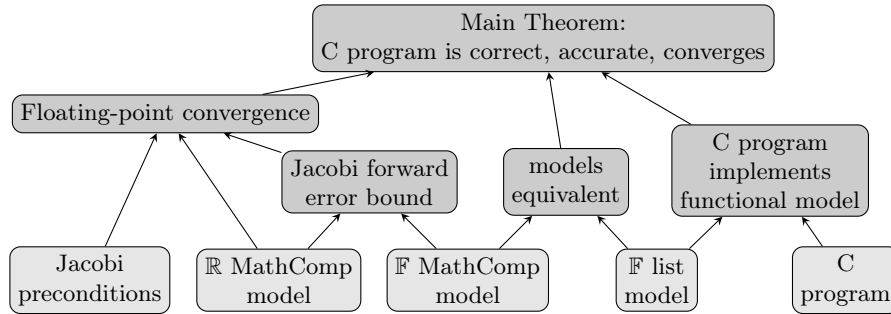 Main Theorem:
C program is correct, accurate, converges
Floating-point convergence
Jacobi forward
error bound
models
equivalent
C program
implements
functional model
Jacobi
preconditions
ℝ MathComp
model
𝔽 MathComp
model
𝔽 list
model
C
program